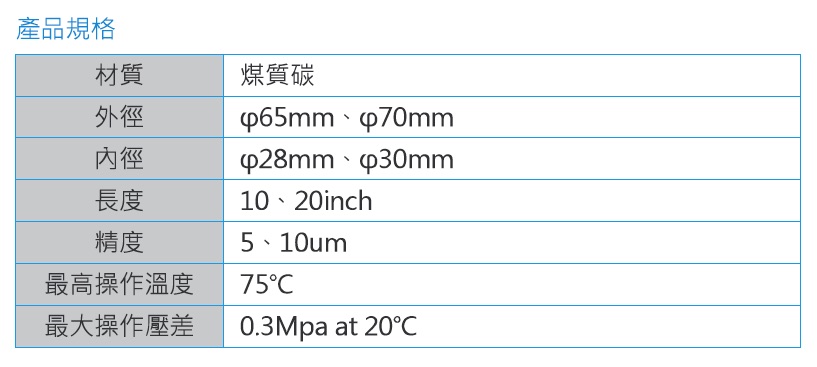 產品規格
材質 煤質碳
外徑 φ65mm、φ70mm
內徑 φ28mm、φ30mm
長度 10、20inch
精度 5、10um
最高操作溫度 75℃
最大操作壓差 0.3Mpa at 20℃